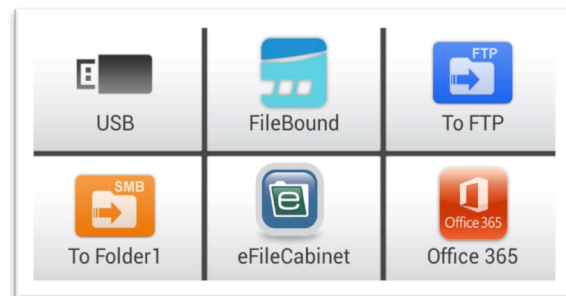 USB
FileBound
FTP
To FTP
SMB
To Folder1
e
eFileCabinet
Office 365
Office 365